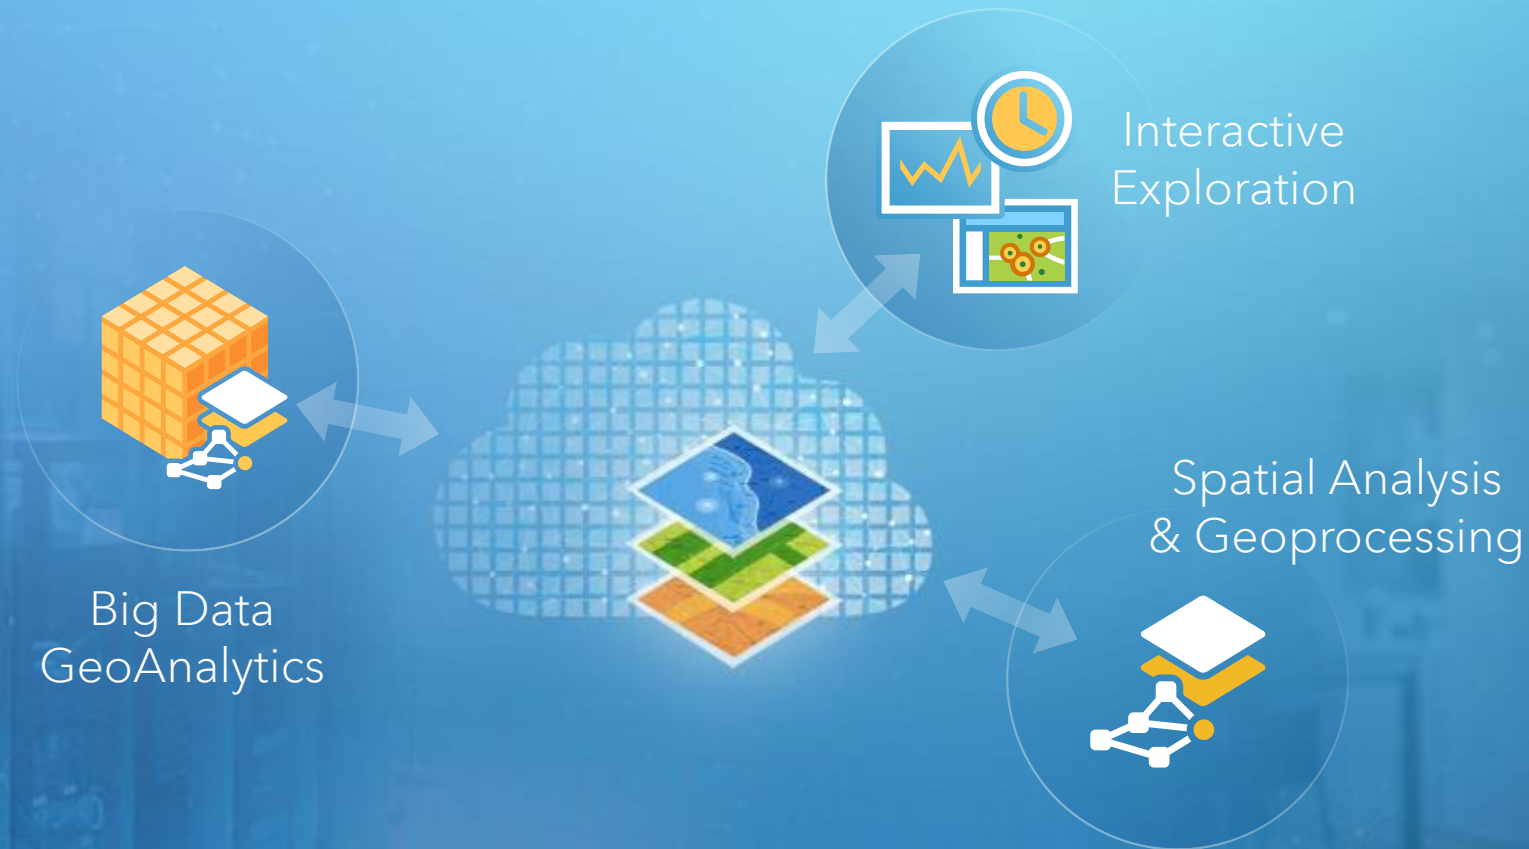 Interactive
Exploration
Spatial Analysis
& Geoprocessing
Big Data
GeoAnalytics